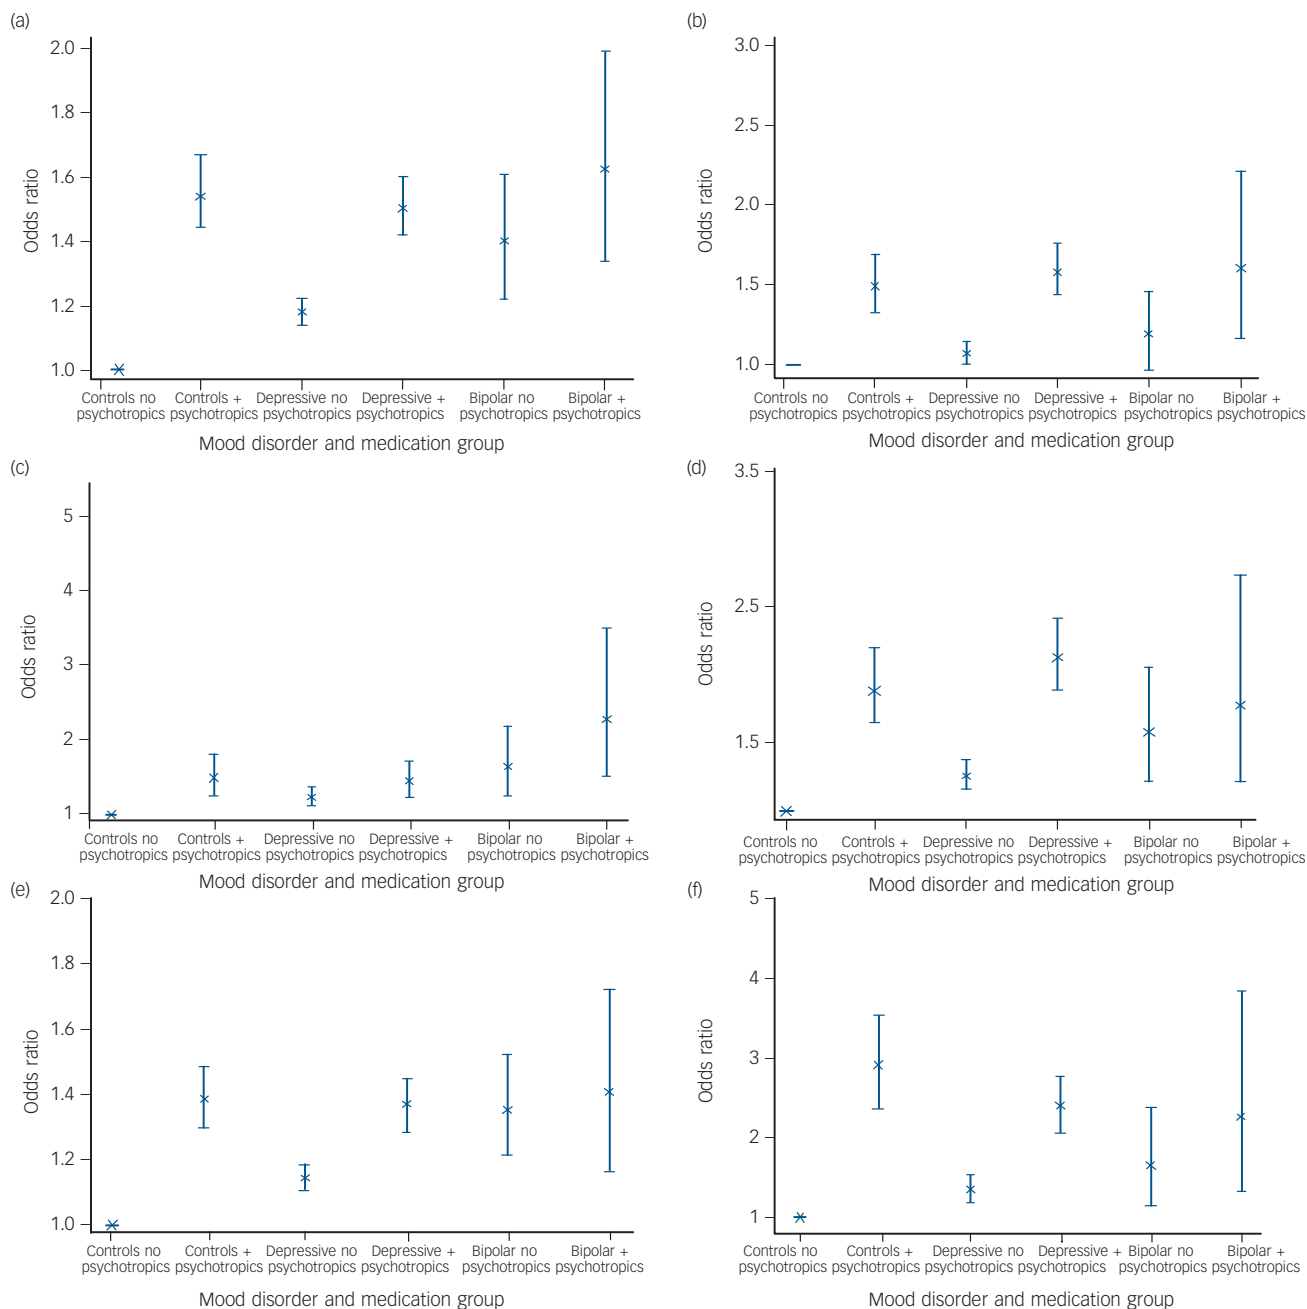 (a)
2.0
1.8
1.6
1.4
1.2
1.0
Odds ratio
Controls no Controls + Depressive no Depressive + Bipolar no Bipolar +
psychotropics psychotropics psychotropics psychotropics psychotropics psychotropics
Mood disorder and medication group
(b)
3.0
2.5
2.0
1.5
1.0
Odds ratio
Controls no Controls + Depressive no Depressive + Bipolar no Bipolar +
psychotropics psychotropics psychotropics psychotropics psychotropics psychotropics
Mood disorder and medication group
(c)
5
4
3
2
1
Odds ratio
Controls no Controls + Depressive no Depressive + Bipolar no Bipolar +
psychotropics psychotropics psychotropics psychotropics psychotropics psychotropics
Mood disorder and medication group
(d)
3.5
2.5
1.5
Odds ratio
Controls no Controls + Depressive no Depressive + Bipolar no Bipolar +
psychotropics psychotropics psychotropics psychotropics psychotropics psychotropics
Mood disorder and medication group
(e)
2.0
1.8
1.6
1.4
1.2
1.0
Odds ratio
Controls no Controls + Depressive no Depressive + Bipolar no Bipolar +
psychotropics psychotropics psychotropics psychotropics psychotropics psychotropics
Mood disorder and medication group
(f)
5
4
3
2
1
Odds ratio
Controls no Controls + Depressive no Depressive + Bipolar no Bipolar +
psychotropics psychotropics psychotropics psychotropics psychotropics psychotropics
Mood disorder and medication group